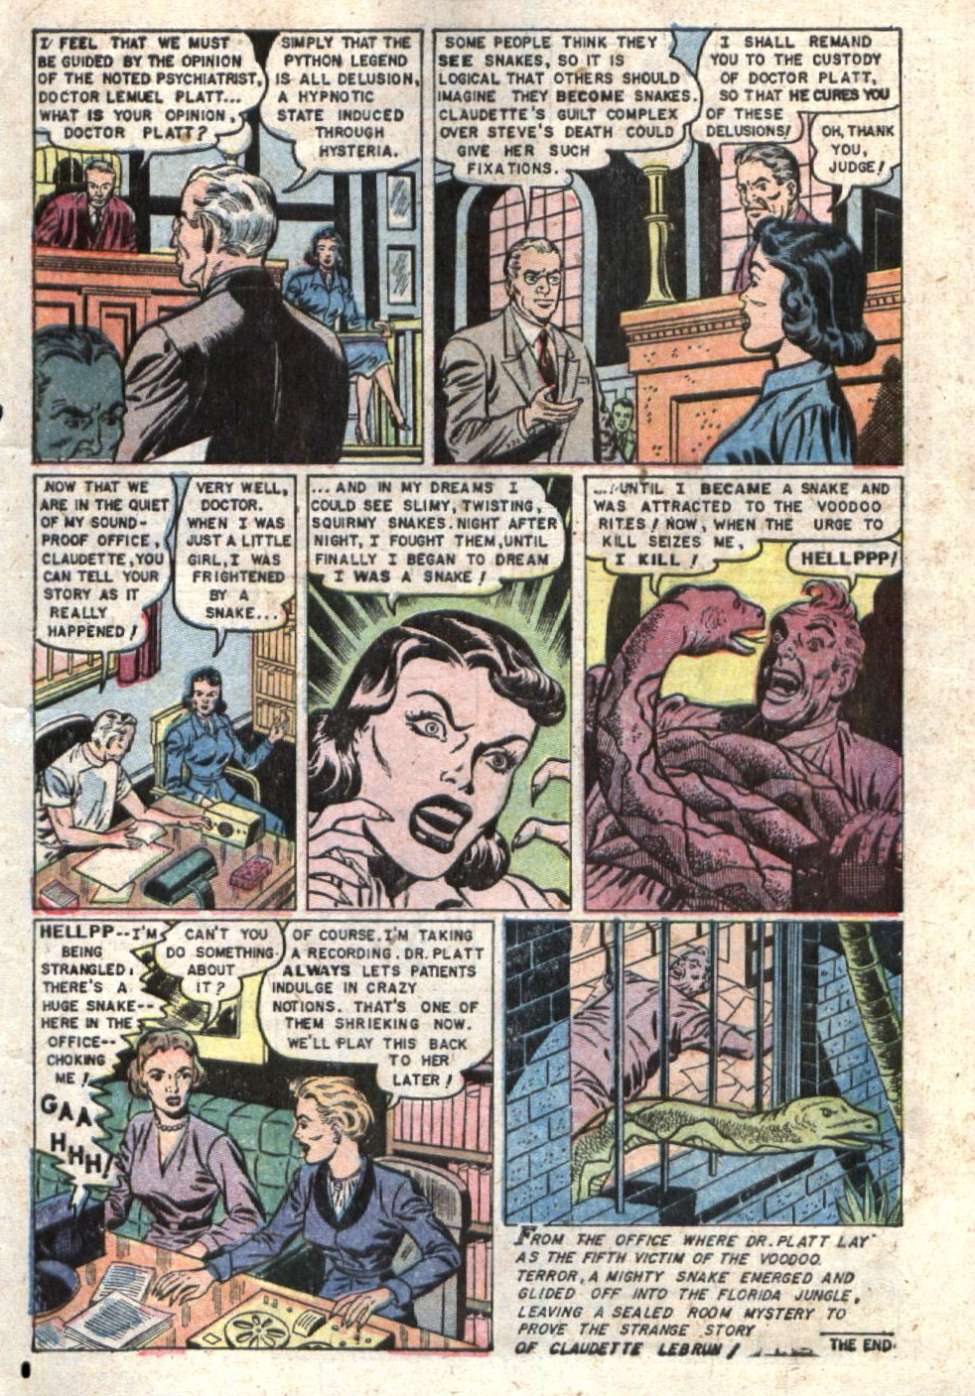 I FEEL THAT WE MUST
BE GUIDED BY THE OPINION
OF THE NOTED PSYCHIATRIST,
DOCTOR LEMUEL PLATT...
WHAT IS YOUR OPINION,
DOCTOR PLATT?
SIMPLY THAT THE
PYTHON LEGEND
IS ALL DELUSION,
A HYPNOTIC
STATE INDUCED
THROUGH
HYSTERIA.
SOME PEOPLE THINK THEY
SEE SNAKES, SO IT IS
LOGICAL THAT OTHERS SHOULD
IMAGINE THEY BECOME SNAKES.
CLAUDETTE'S GUILT COMPLEX
OVER STEVE'S DEATH COULD
GIVE HER SUCH
FIXATIONS.
I SHALL REMAND
YOU TO THE CUSTODY
OF DOCTOR PLATT,
SO THAT HE CURES YOU
OF THESE
DELUSIONS!
OH, THANK
YOU,
JUDGE!
NOW THAT WE
ARE IN THE QUIET
OF MY SOUND-
PROOF OFFICE,
CLAUDETTE, YOU
CAN TELL YOUR
STORY AS IT
REALLY
HAPPENED!
VERY WELL,
DOCTOR.
WHEN I WAS
JUST A LITTLE
GIRL, I WAS
FRIGHTENED
BY A
SNAKE...
...AND IN MY DREAMS I
COULD SEE SLIMY, TWISTING,
SQUIRMY SNAKES. NIGHT AFTER
NIGHT, I FOUGHT THEM, UNTIL
FINALLY I BEGAN TO DREAM
I WAS A SNAKE!
...UNTIL I BECAME A SNAKE AND
WAS ATTRACTED TO THE VOODOO
RITES! NOW, WHEN THE URGE TO
KILL SEIZES ME,
I KILL!
HELLPPP!
HELLPP--I'M
BEING
STRANGLED.
THERE'S A
HUGE SNAKE--
HERE IN THE
OFFICE--
CHOKING
ME!
GAA
HHH!
CAN'T YOU
DO SOMETHING
ABOUT
IT?
OF COURSE. I'M TAKING
A RECORDING. DR. PLATT
ALWAYS LETS PATIENTS
INDULGE IN CRAZY
NOTIONS. THAT'S ONE OF
THEM SHRIEKING NOW.
WE'LL PLAY THIS BACK
TO HER
LATER!
FROM THE OFFICE WHERE DR. PLATT LAY
AS THE FIFTH VICTIM OF THE VOODOO
TERROR, A MIGHTY SNAKE EMERGED AND
GLIDED OFF INTO THE FLORIDA JUNGLE,
LEAVING A SEALED ROOM MYSTERY TO
PROVE THE STRANGE STORY
OF CLAUDETTE LEBRUN!
THE END.